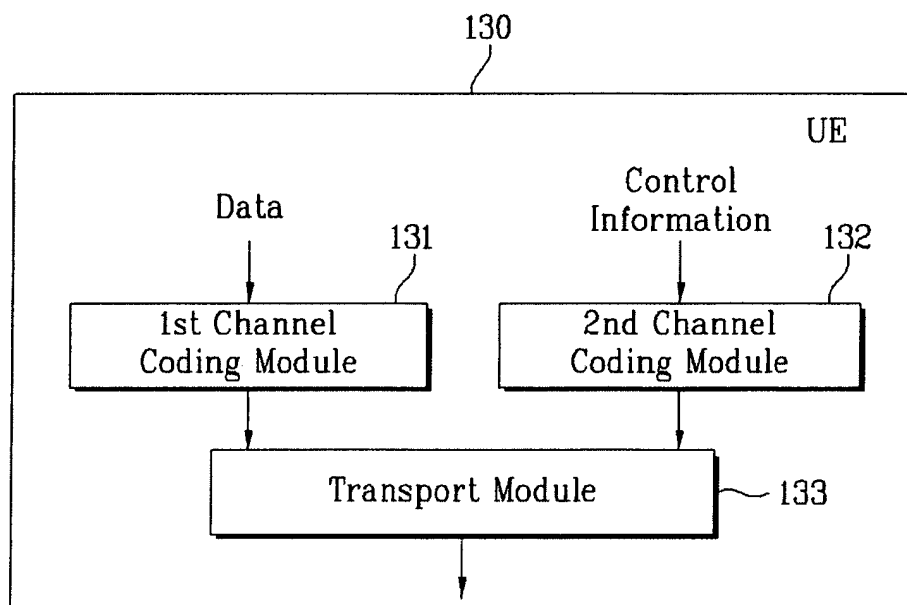 130
UE
Data
Control
Information
131
132
1st Channel
Coding Module
2nd Channel
Coding Module
Transport Module
133